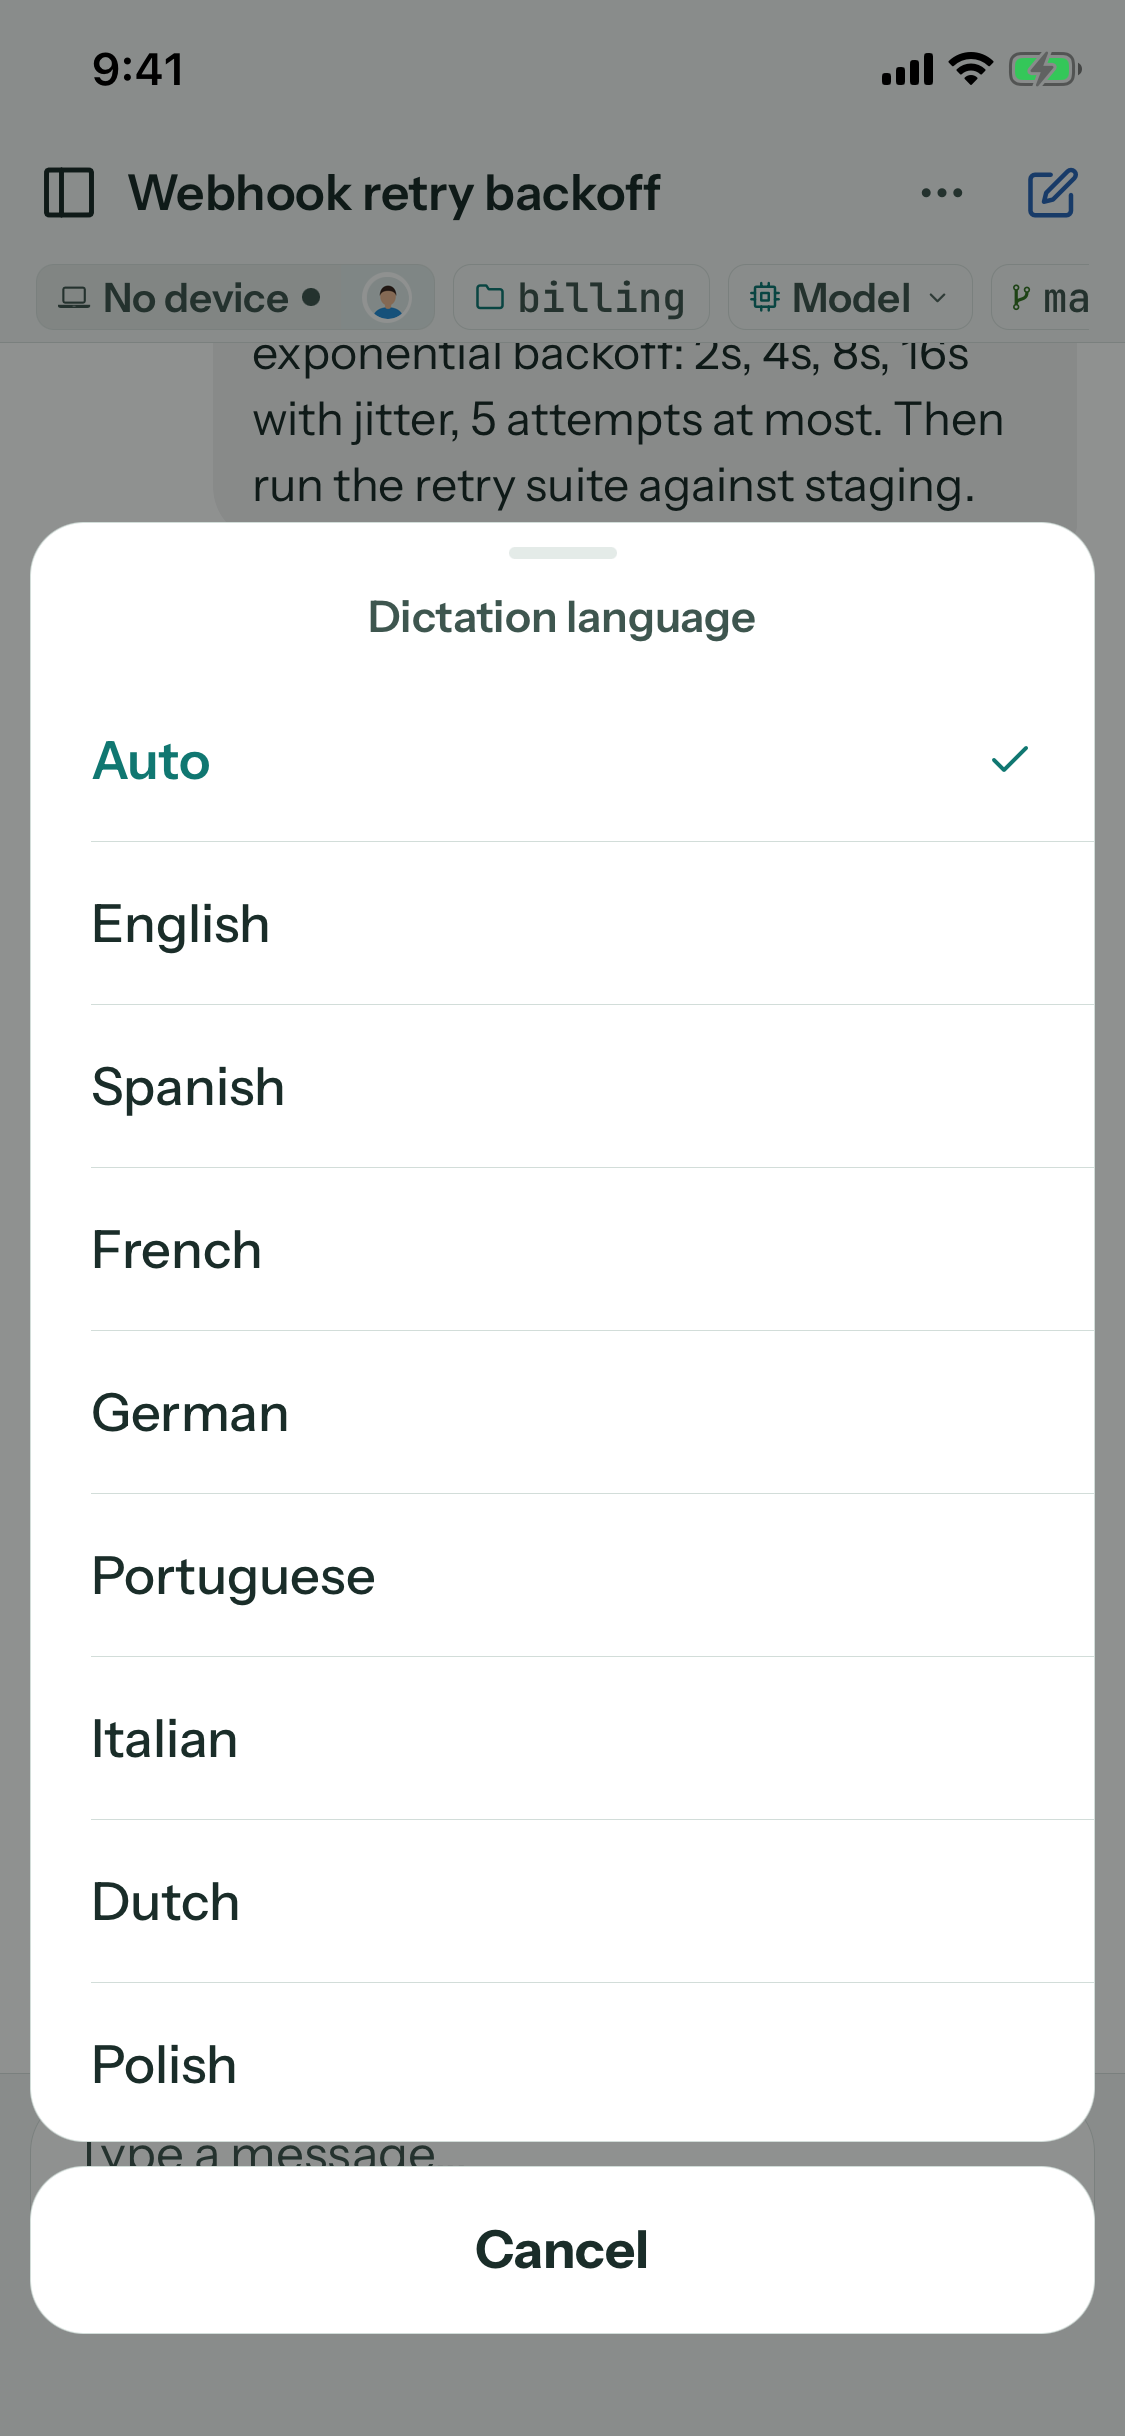 9:41
Webhook retry backoff
No device
billing
Model
ma
exponential backoff: 2s, 4s, 8s, 16s
with jitter, 5 attempts at most. Then
run the retry suite against staging.
Dictation language
Auto
English
Spanish
French
German
Portuguese
Italian
Dutch
Polish
Type a message...
Cancel